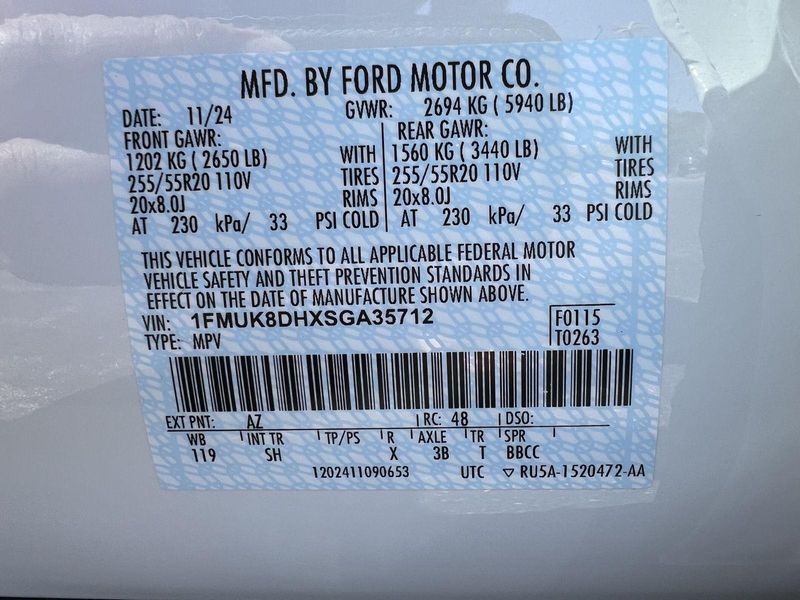 MFD. BY FORD MOTOR CO.
DATE: 11/24 GVWR: 2694 KG ( 5940 LB)
FRONT GAWR: REAR GAWR:
1202 KG ( 2650 LB) WITH 1560 KG ( 3440 LB) WITH
255/55R20 110V TIRES 255/55R20 110V TIRES
20x8.0J RIMS 20x8.0J RIMS
AT 230 kPa/ 33 PSI COLD AT 230 kPa/ 33 PSI COLD
THIS VEHICLE CONFORMS TO ALL APPLICABLE FEDERAL MOTOR
VEHICLE SAFETY AND THEFT PREVENTION STANDARDS IN
EFFECT ON THE DATE OF MANUFACTURE SHOWN ABOVE.
VIN: 1FMUK8DHXSGA35712 F0115
TYPE: MPV T0263
EXT PNT: AZ RC: 48 DSO:
WB INT TR TP/PS R AXLE TR SPR
119 SH X 3B T BBCC
1202411090653 UTC ▽ RU5A-1520472-AA